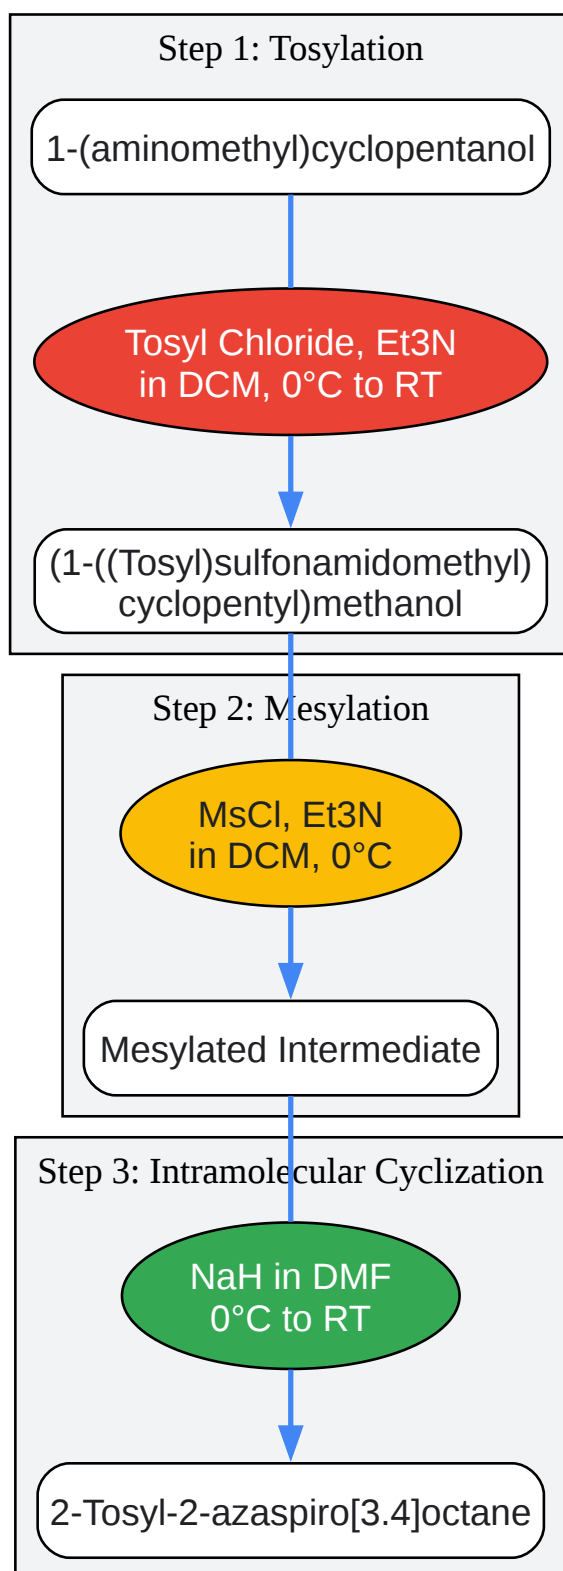 Step 1: Tosylation
1-(aminomethyl)cyclopentanol
Tosyl Chloride, Et3N
in DCM, 0°C to RT
(1-((Tosyl)sulfonamidomethyl)
cyclopentyl)methanol
Step 2: Mesylation
MsCl, Et3N
in DCM, 0°C
Mesylated Intermediate
Step 3: Intramolecular Cyclization
NaH in DMF
0°C to RT
2-Tosyl-2-azaspiro[3.4]octane